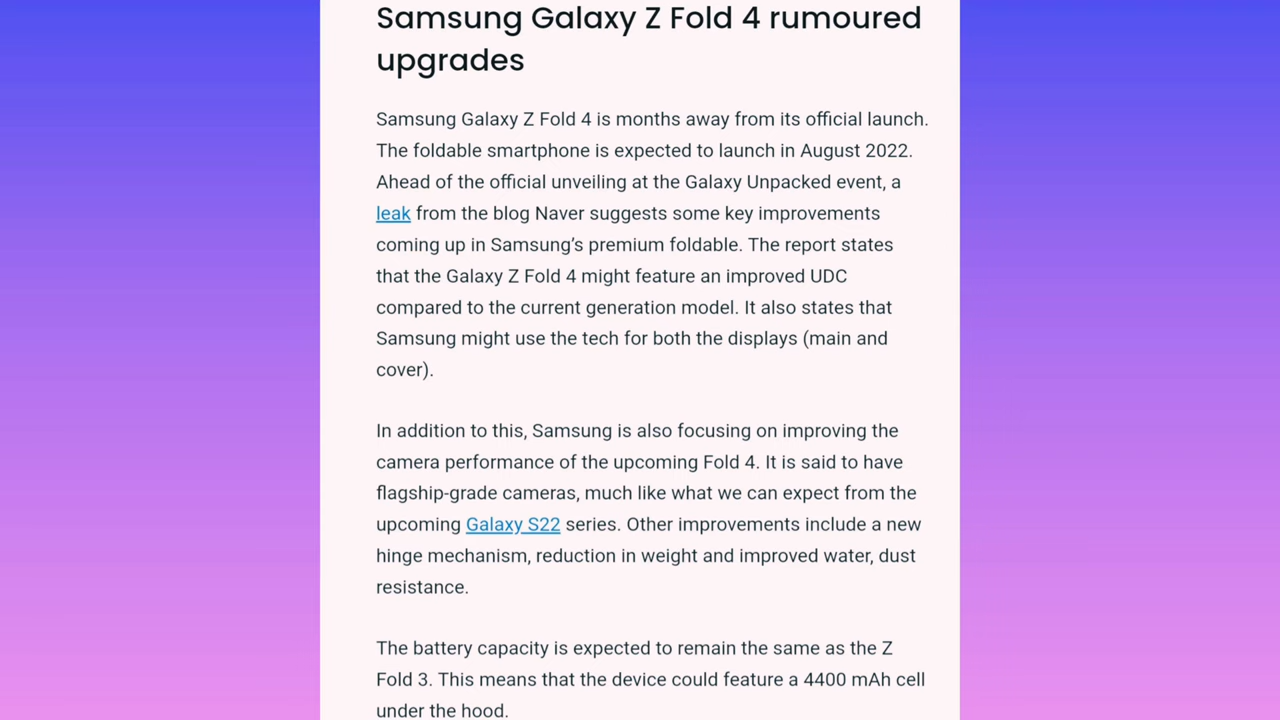 Samsung Galaxy Z Fold 4 rumoured
upgrades
Samsung Galaxy Z Fold 4 is months away from its official launch.
The foldable smartphone is expected to launch in August 2022.
Ahead of the official unveiling at the Galaxy Unpacked event, a
leak from the blog Naver suggests some key improvements
coming up in Samsung’s premium foldable. The report states
that the Galaxy Z Fold 4 might feature an improved UDC
compared to the current generation model. It also states that
Samsung might use the tech for both the displays (main and
cover).
In addition to this, Samsung is also focusing on improving the
camera performance of the upcoming Fold 4. It is said to have
flagship-grade cameras, much like what we can expect from the
upcoming Galaxy S22 series. Other improvements include a new
hinge mechanism, reduction in weight and improved water, dust
resistance.
The battery capacity is expected to remain the same as the Z
Fold 3. This means that the device could feature a 4400 mAh cell
under the hood.